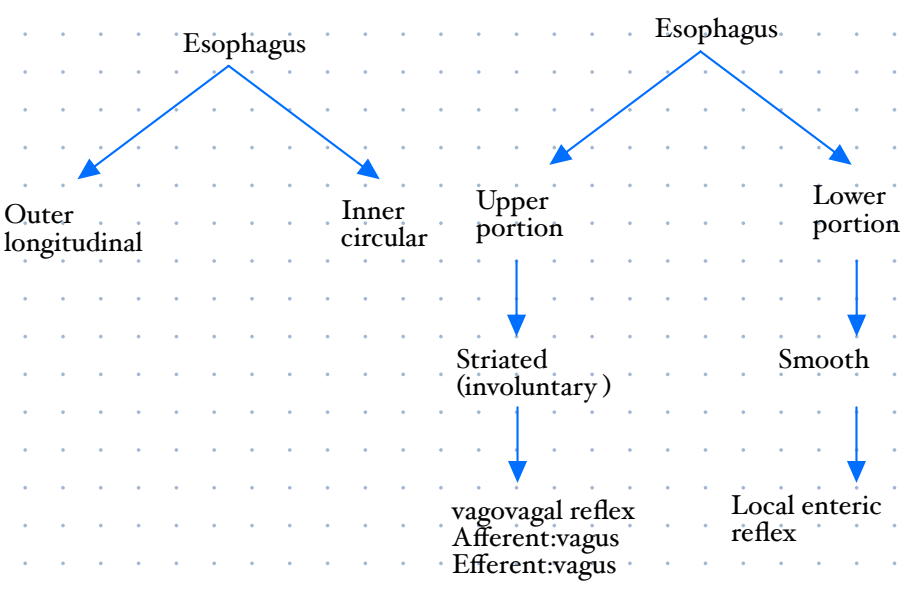 Esophagus
Outer
longitudinal
Inner
circular
Esophagus
Upper
portion
Striated
(involuntary )
vagovagal reflex
Afferent:vagus
Efferent:vagus
Lower
portion
Smooth
Local enteric
reflex